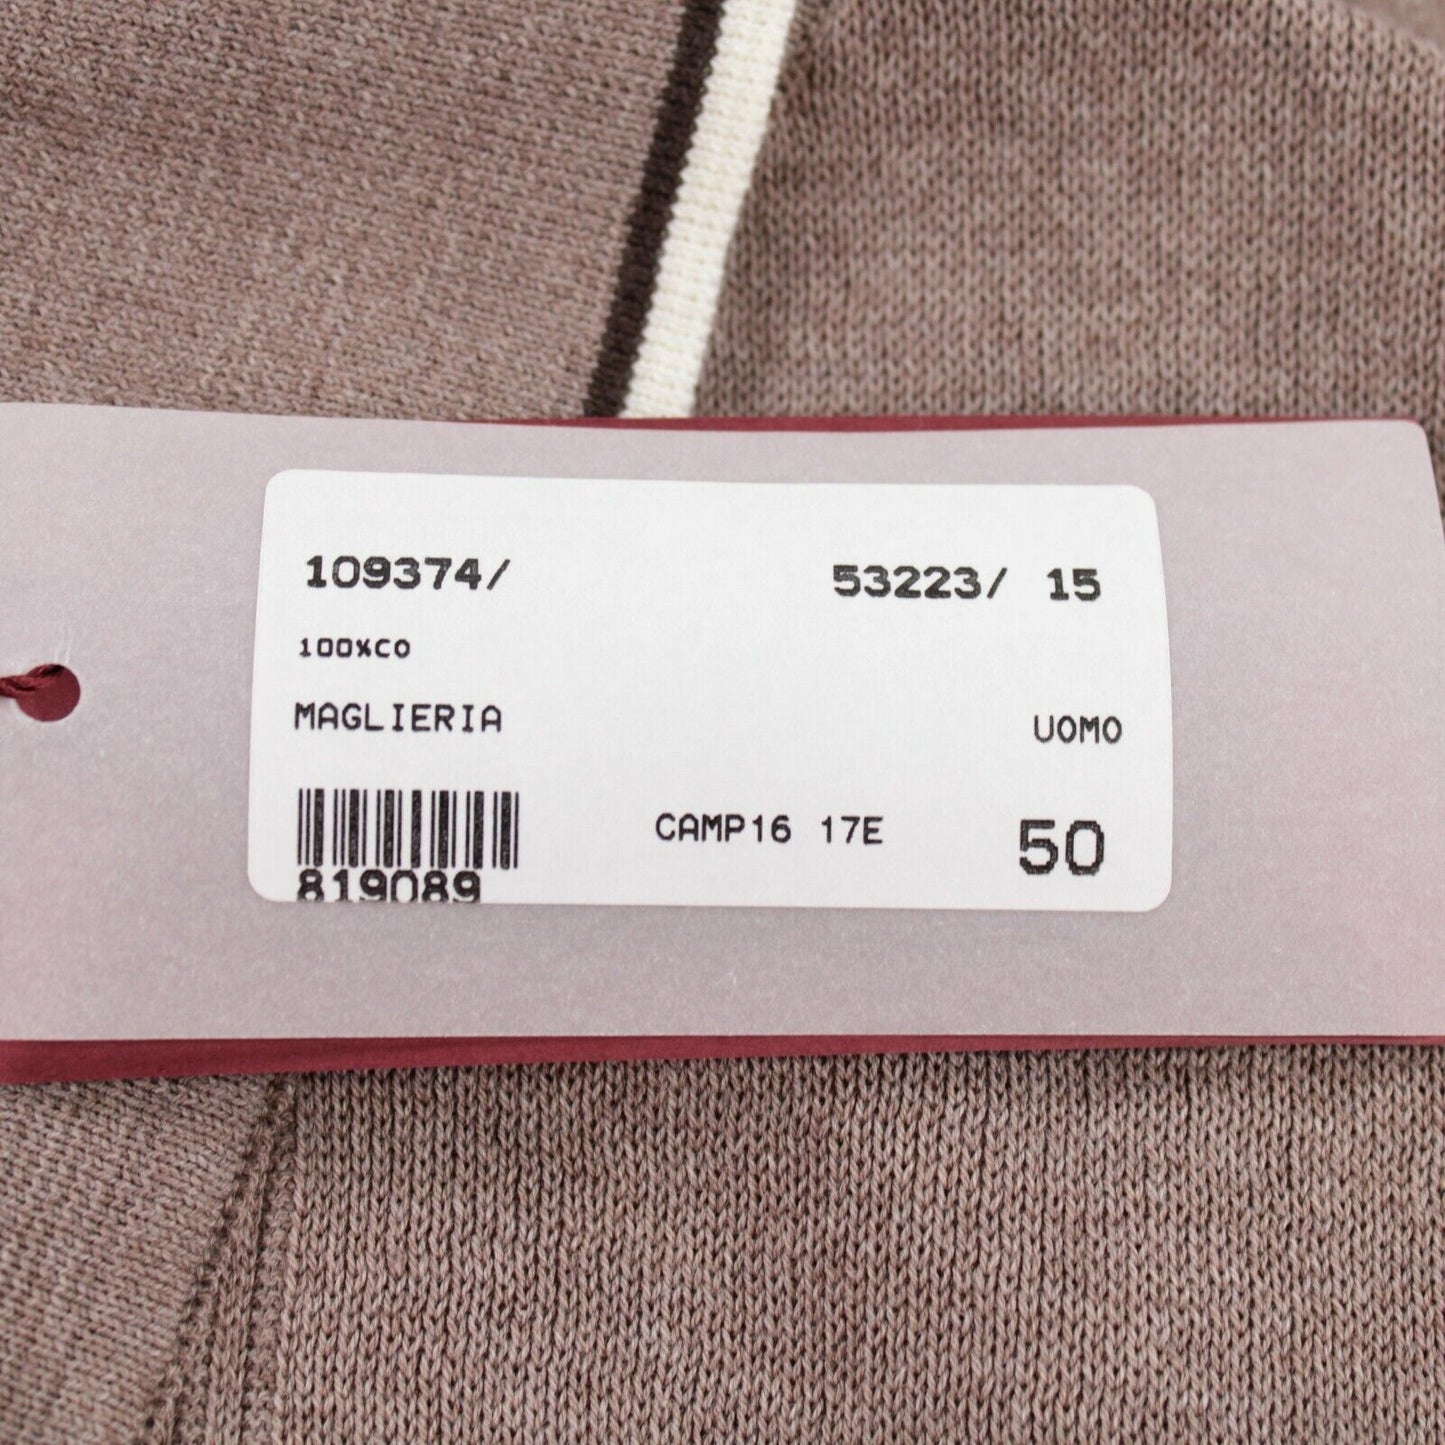 109374/ 53223/ 15
100%CO
MAGLIERIA UOMO
CAMP16 17E 50
819089